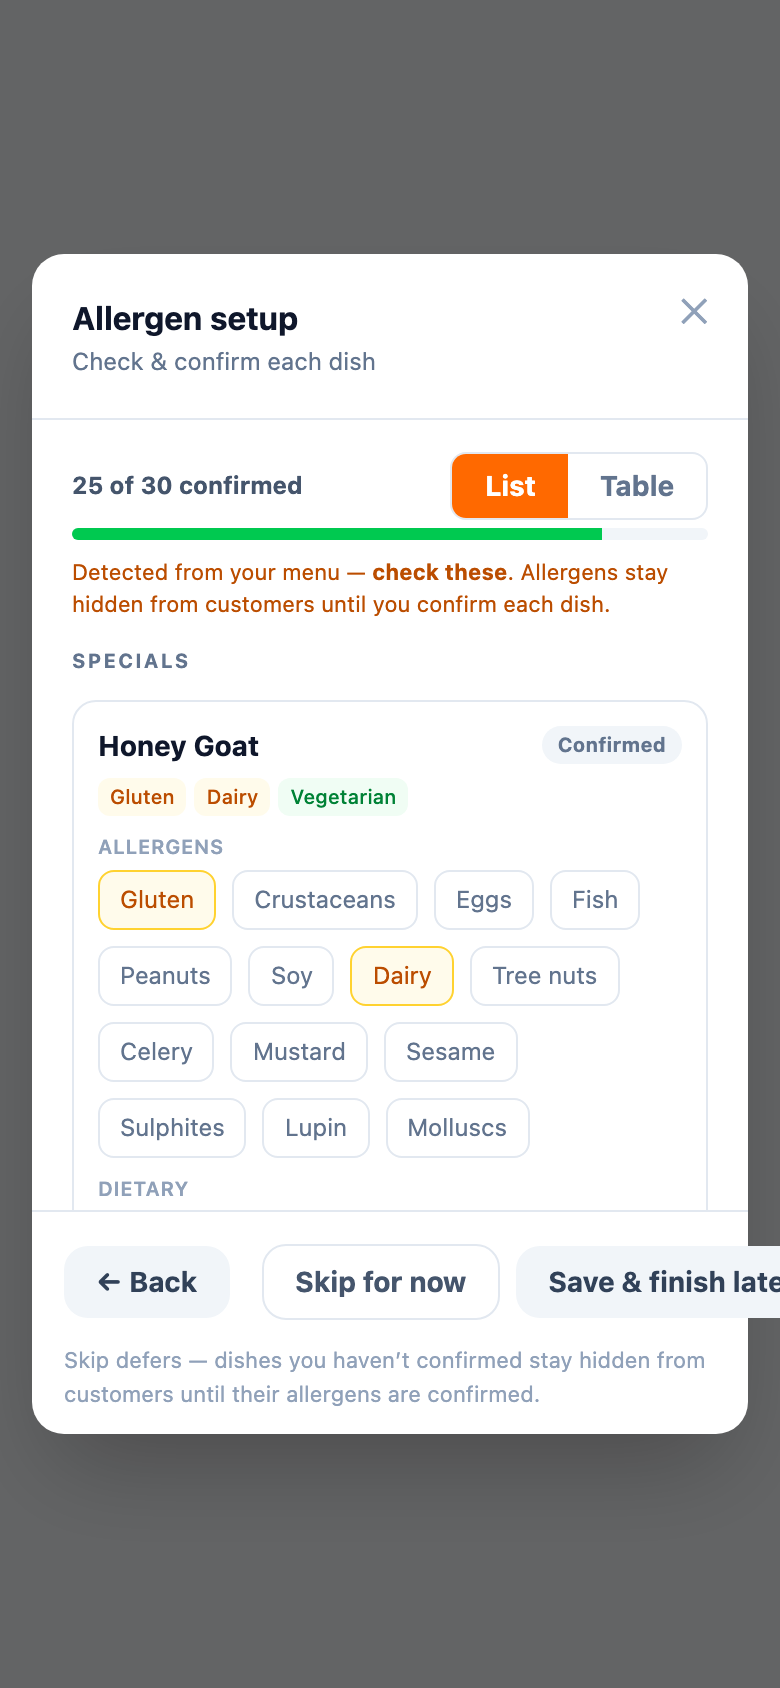 Allergen setup
Check & confirm each dish
25 of 30 confirmed
List
Table
Detected from your menu — check these. Allergens stay
hidden from customers until you confirm each dish.
SPECIALS
Honey Goat
Confirmed
Gluten Dairy Vegetarian
ALLERGENS
Gluten Crustaceans Eggs Fish
Peanuts Soy Dairy Tree nuts
Celery Mustard Sesame
Sulphites Lupin Molluscs
DIETARY
← Back Skip for now Save & finish late
Skip defers — dishes you haven’t confirmed stay hidden from
customers until their allergens are confirmed.